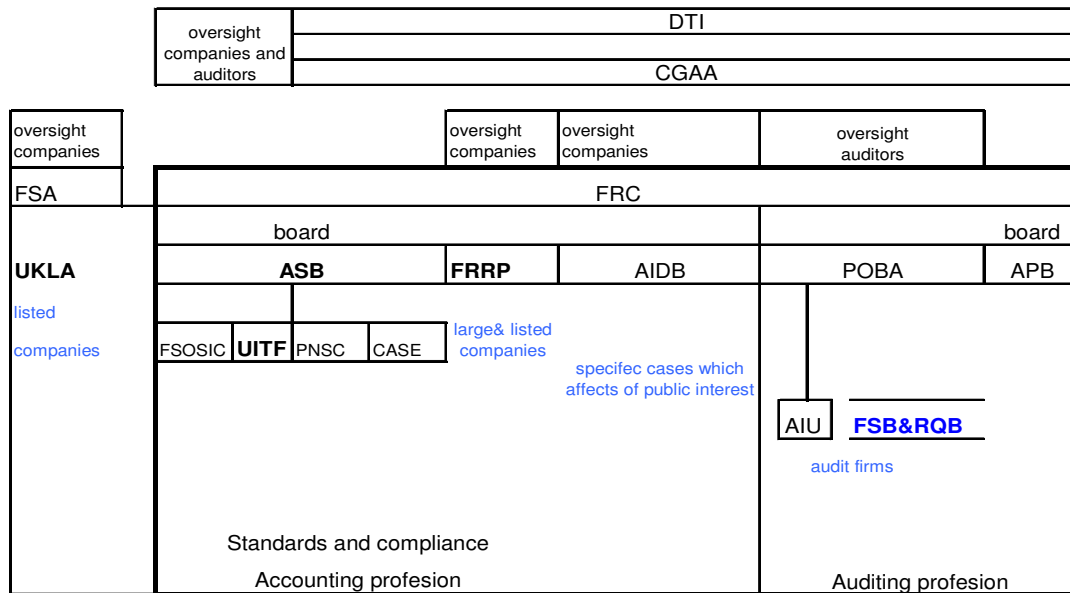 DTI
oversight
companies and
auditors
CGAA
oversight
companies
oversight
companies
oversight
companies
oversight
auditors
FSA
FRC
board
board
UKLA
ASB
FRRP
AIDB
POBA
APB
listed
companies
FSOSIC
UITF
PNSC
CASE
large& listed
companies
specifec cases which
affects of public interest
AIU
FSB&RQB
audit firms
Standards and compliance
Accounting profesion
Auditing profesion